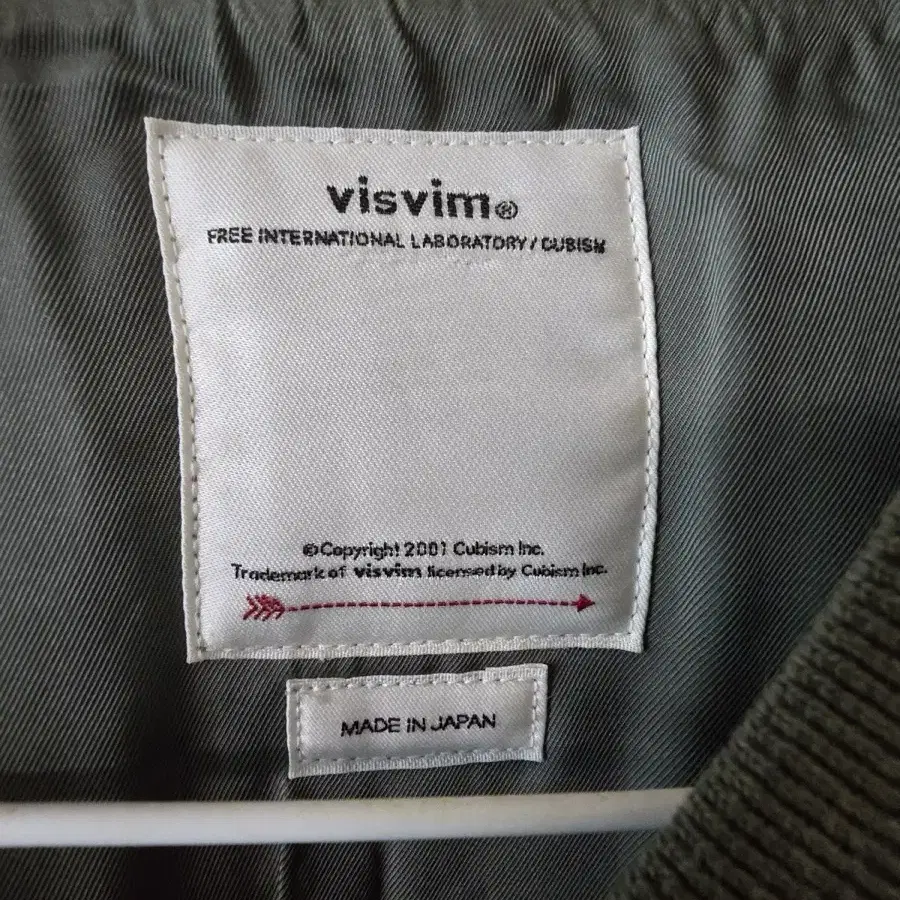 visvim®
FREE INTERNATIONAL LABORATORY / CUBISM
©Copyright 2001 Cubism Inc.
Trademark of visvim licensed by Cubism Inc.
MADE IN JAPAN